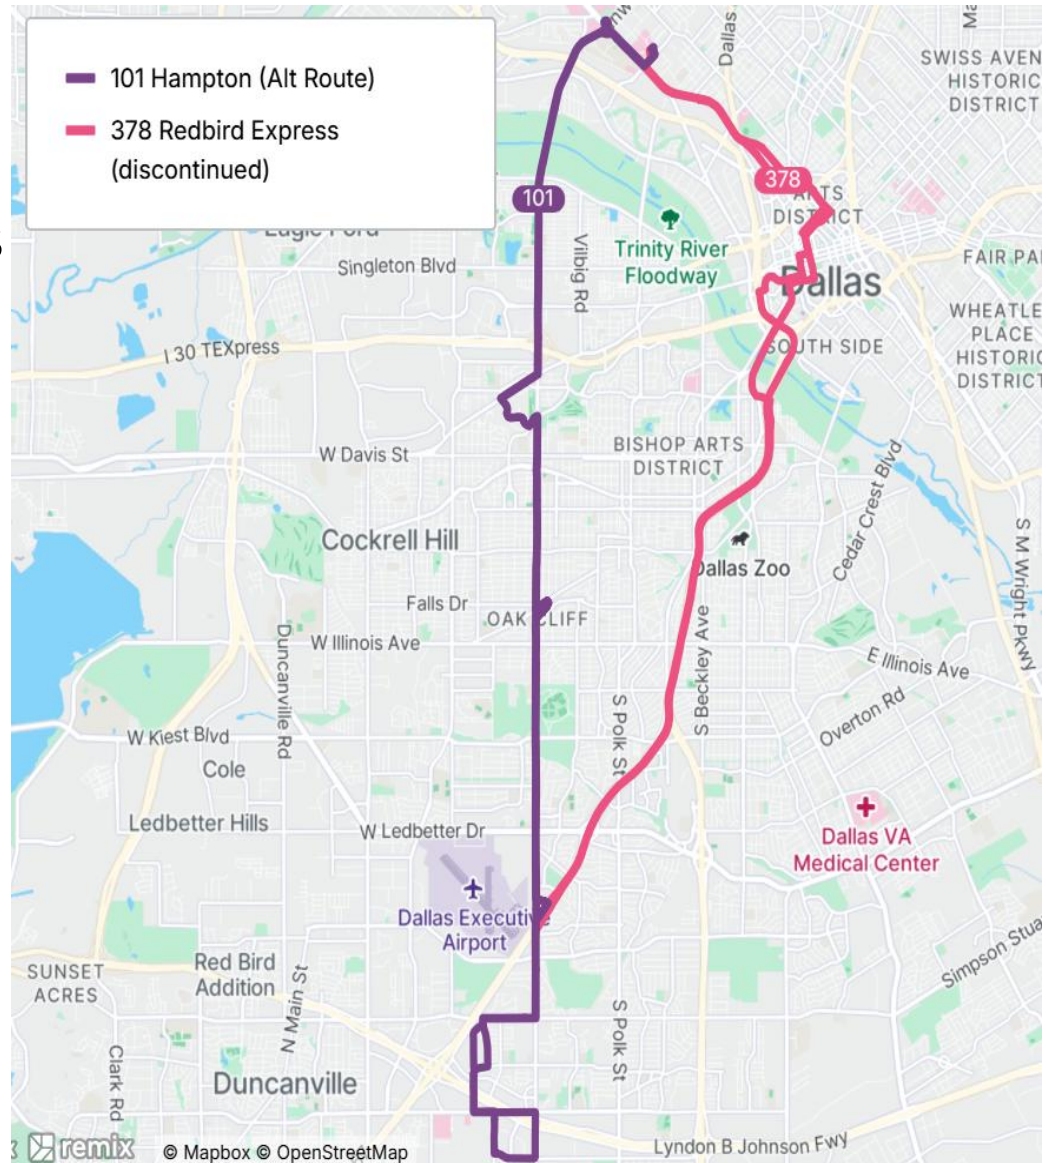 101 Hampton (Alt Route)
378 Redbird Express
(discontinued)
Dallas
SWISS AVEN
HISTORIC
DISTRICT
378
ARTS
DISTRICT
101
Eagle Ford
Trinity River
Floodway
Vilbig Rd
Singleton Blvd
Dallas
FAIR PA
WHEATLE
PLACE
HISTORIC
DISTRICT
SOUTH SIDE
I 30 TEXpress
BISHOP ARTS
DISTRICT
W Davis St
Cedar Crest Blvd
S M Wright Pkwy
Cockrell Hill
Dallas Zoo
Falls Dr
OAK CLIFF
W Illinois Ave
E Illinois Ave
Duncanville Rd
S Polk St
S Beckley Ave
Overton Rd
W Kiest Blvd
Cole
Ledbetter Hills
W Ledbetter Dr
Dallas VA
Medical Center
Dallas Executive
Airport
Simpson Stua
SUNSET
ACRES
Red Bird
Addition
N Main St
S Polk St
Clark Rd
Duncanville
Lyndon B Johnson Fwy
remix
© Mapbox © OpenStreetMap